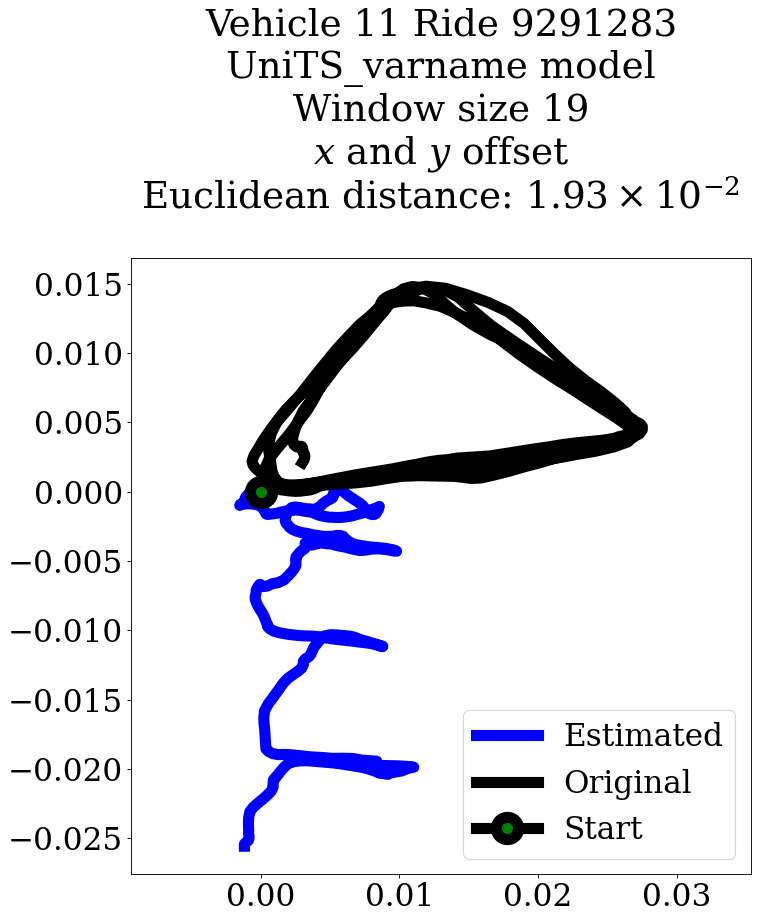 Vehicle 11 Ride 9291283
UniTS_varname model
Window size 19
x and y offset
Euclidean distance: 1.93 × 10⁻²
0.015
0.010
0.005
0.000
−0.005
−0.010
−0.015
−0.020
−0.025
0.00 0.01 0.02 0.03
Estimated
Original
Start